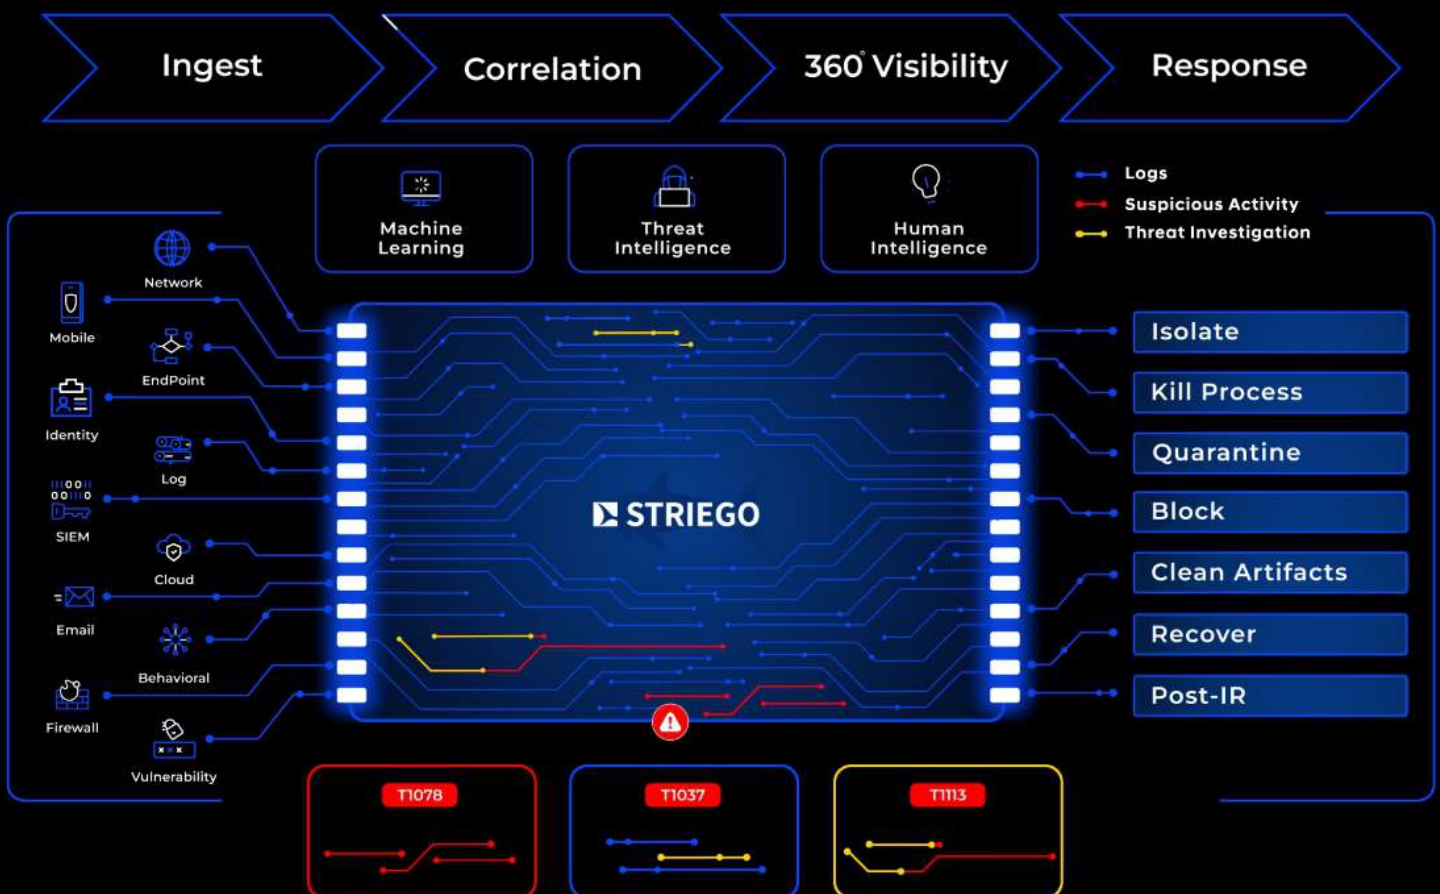 Ingest
Correlation
360° Visibility
Response
Machine
Learning
Threat
Intelligence
Human
Intelligence
Logs
Suspicious Activity
Threat Investigation
Network
Mobile
EndPoint
Identity
Log
SIEM
Cloud
Email
Behavioral
Firewall
Vulnerability
STRIEGO
Isolate
Kill Process
Quarantine
Block
Clean Artifacts
Recover
Post-IR
T1078
T1037
T1113